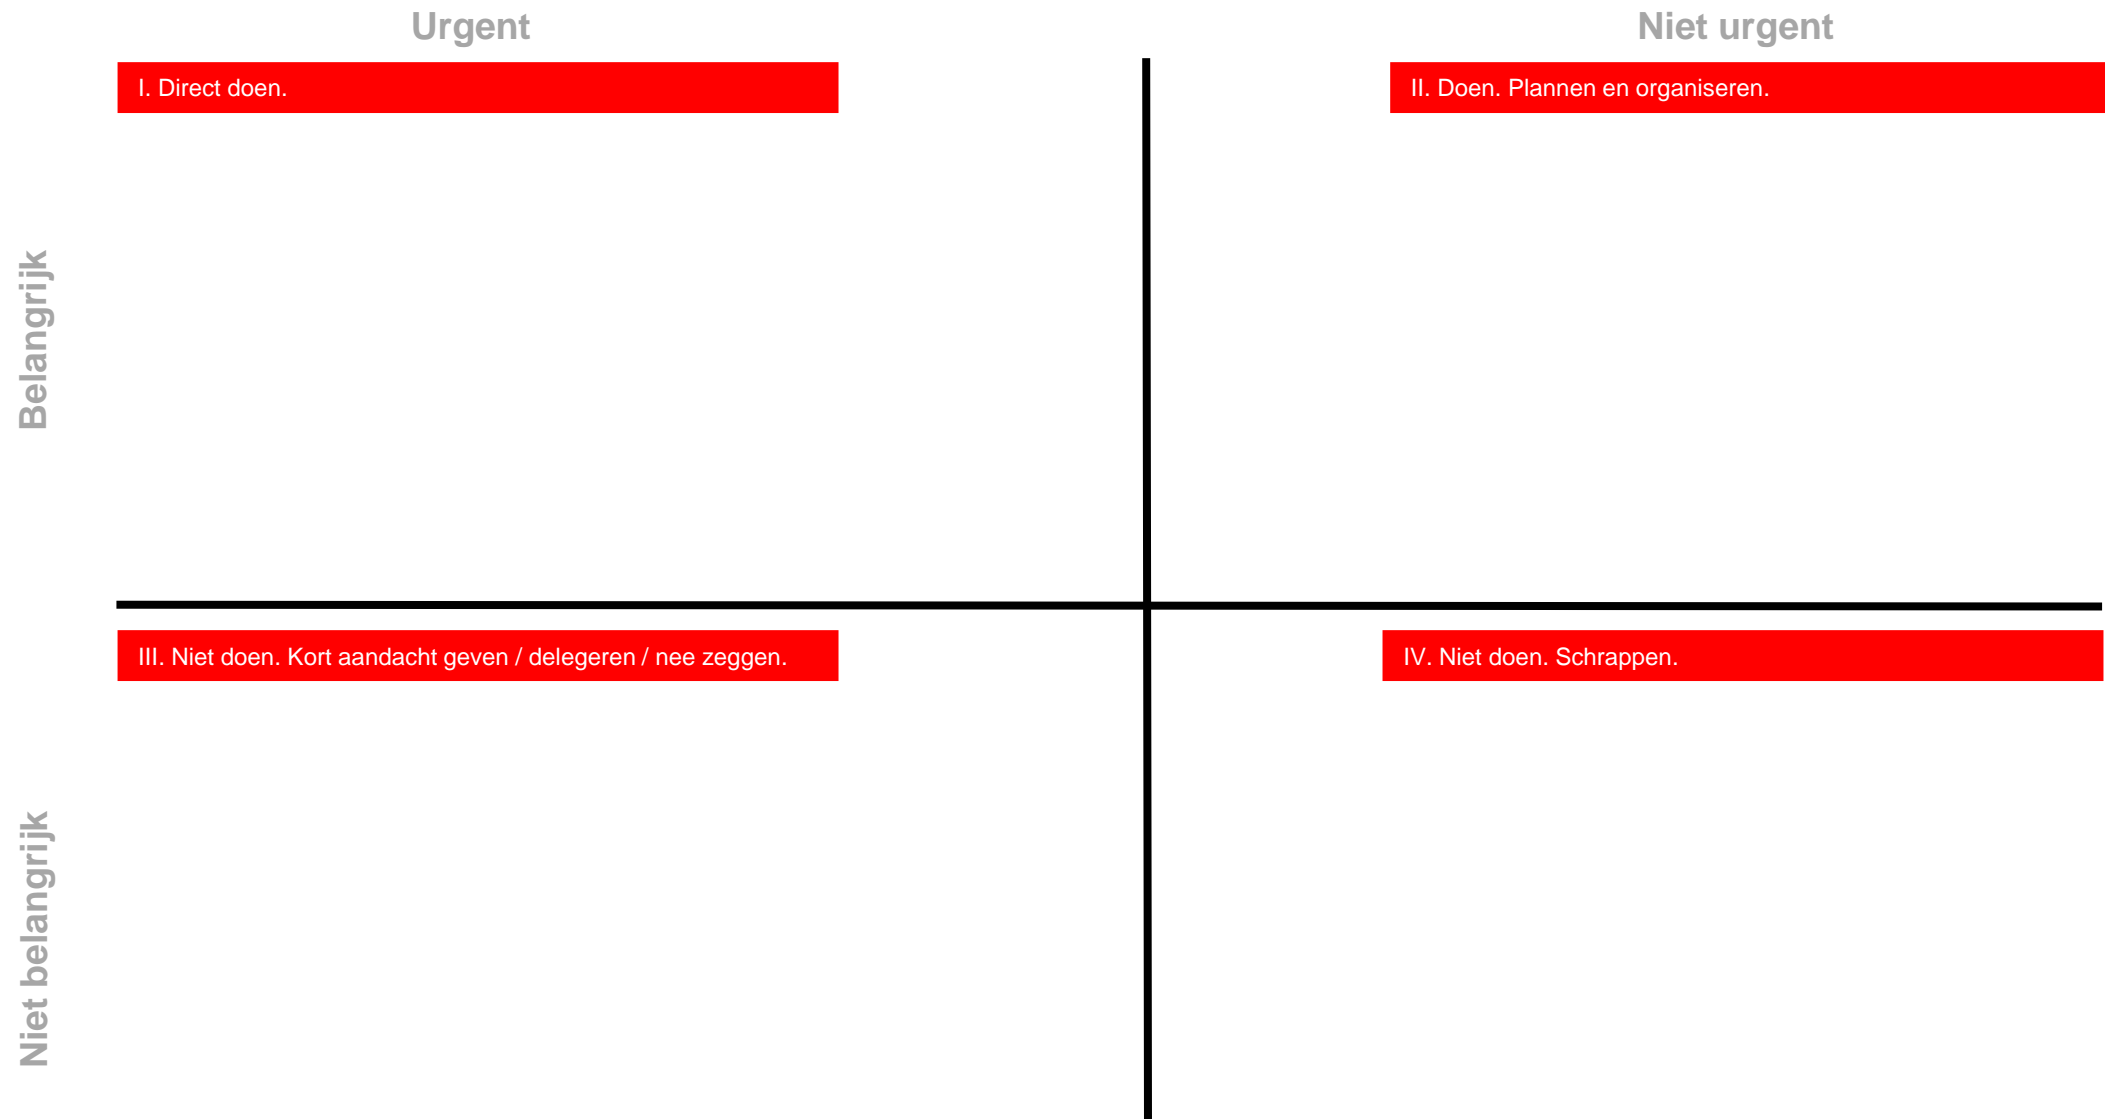 Urgent
Niet urgent
I. Direct doen.
II. Doen. Plannen en organiseren.
Belangrijk
III. Niet doen. Kort aandacht geven / delegeren / nee zeggen.
IV. Niet doen. Schrappen.
Niet belangrijk